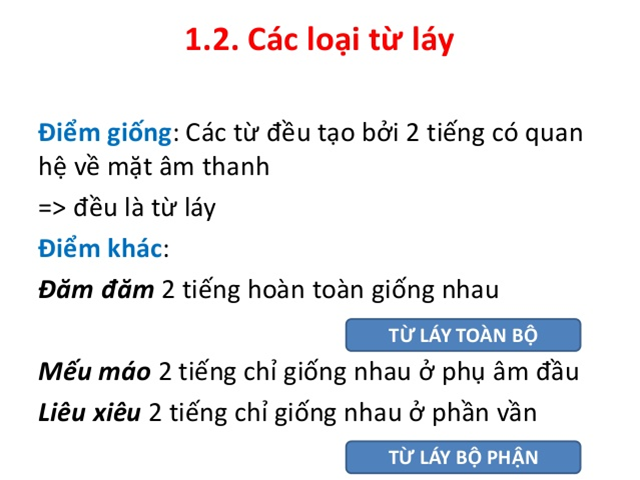 1.2. Các loại từ láy
Điểm giống: Các từ đều tạo bởi 2 tiếng có quan
hệ về mặt âm thanh
=> đều là từ láy
Điểm khác:
Đăm đăm 2 tiếng hoàn toàn giống nhau
TỪ LÁY TOÀN BỘ
Mếu máo 2 tiếng chỉ giống nhau ở phụ âm đầu
Liêu xiêu 2 tiếng chỉ giống nhau ở phần vần
TỪ LÁY BỘ PHẬN